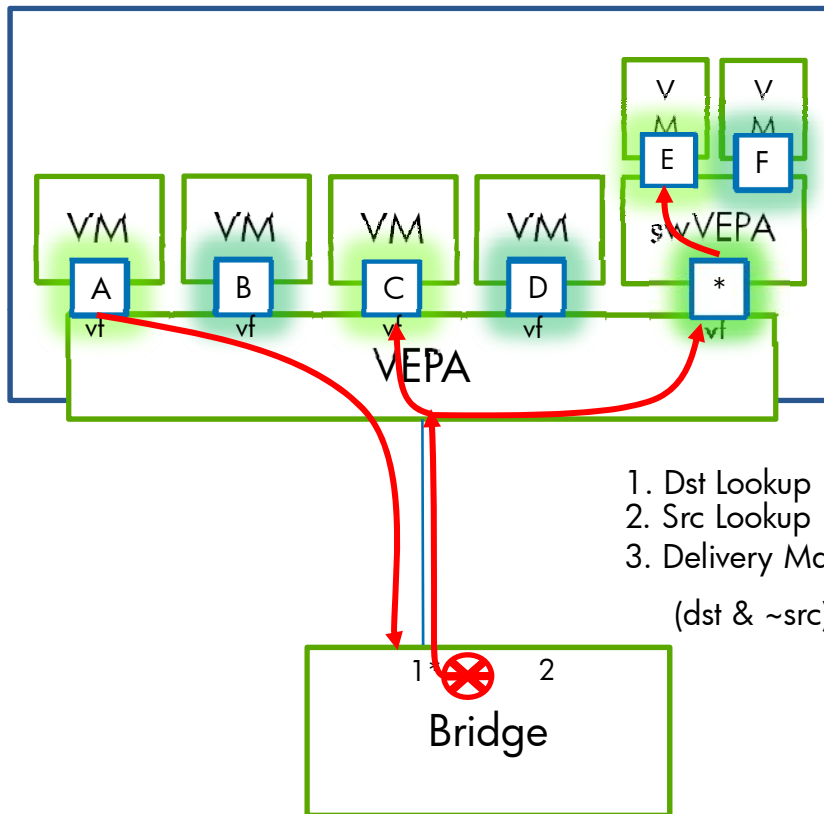 V
M
V
M
E
F
VM
VM
VM
VM
swVEPA
A
B
C
D
*
vf
vf
vf
vf
vf
VEPA
1. Dst Lookup
2. Src Lookup
3. Delivery
(dst & ~src)
1*
2
Bridge